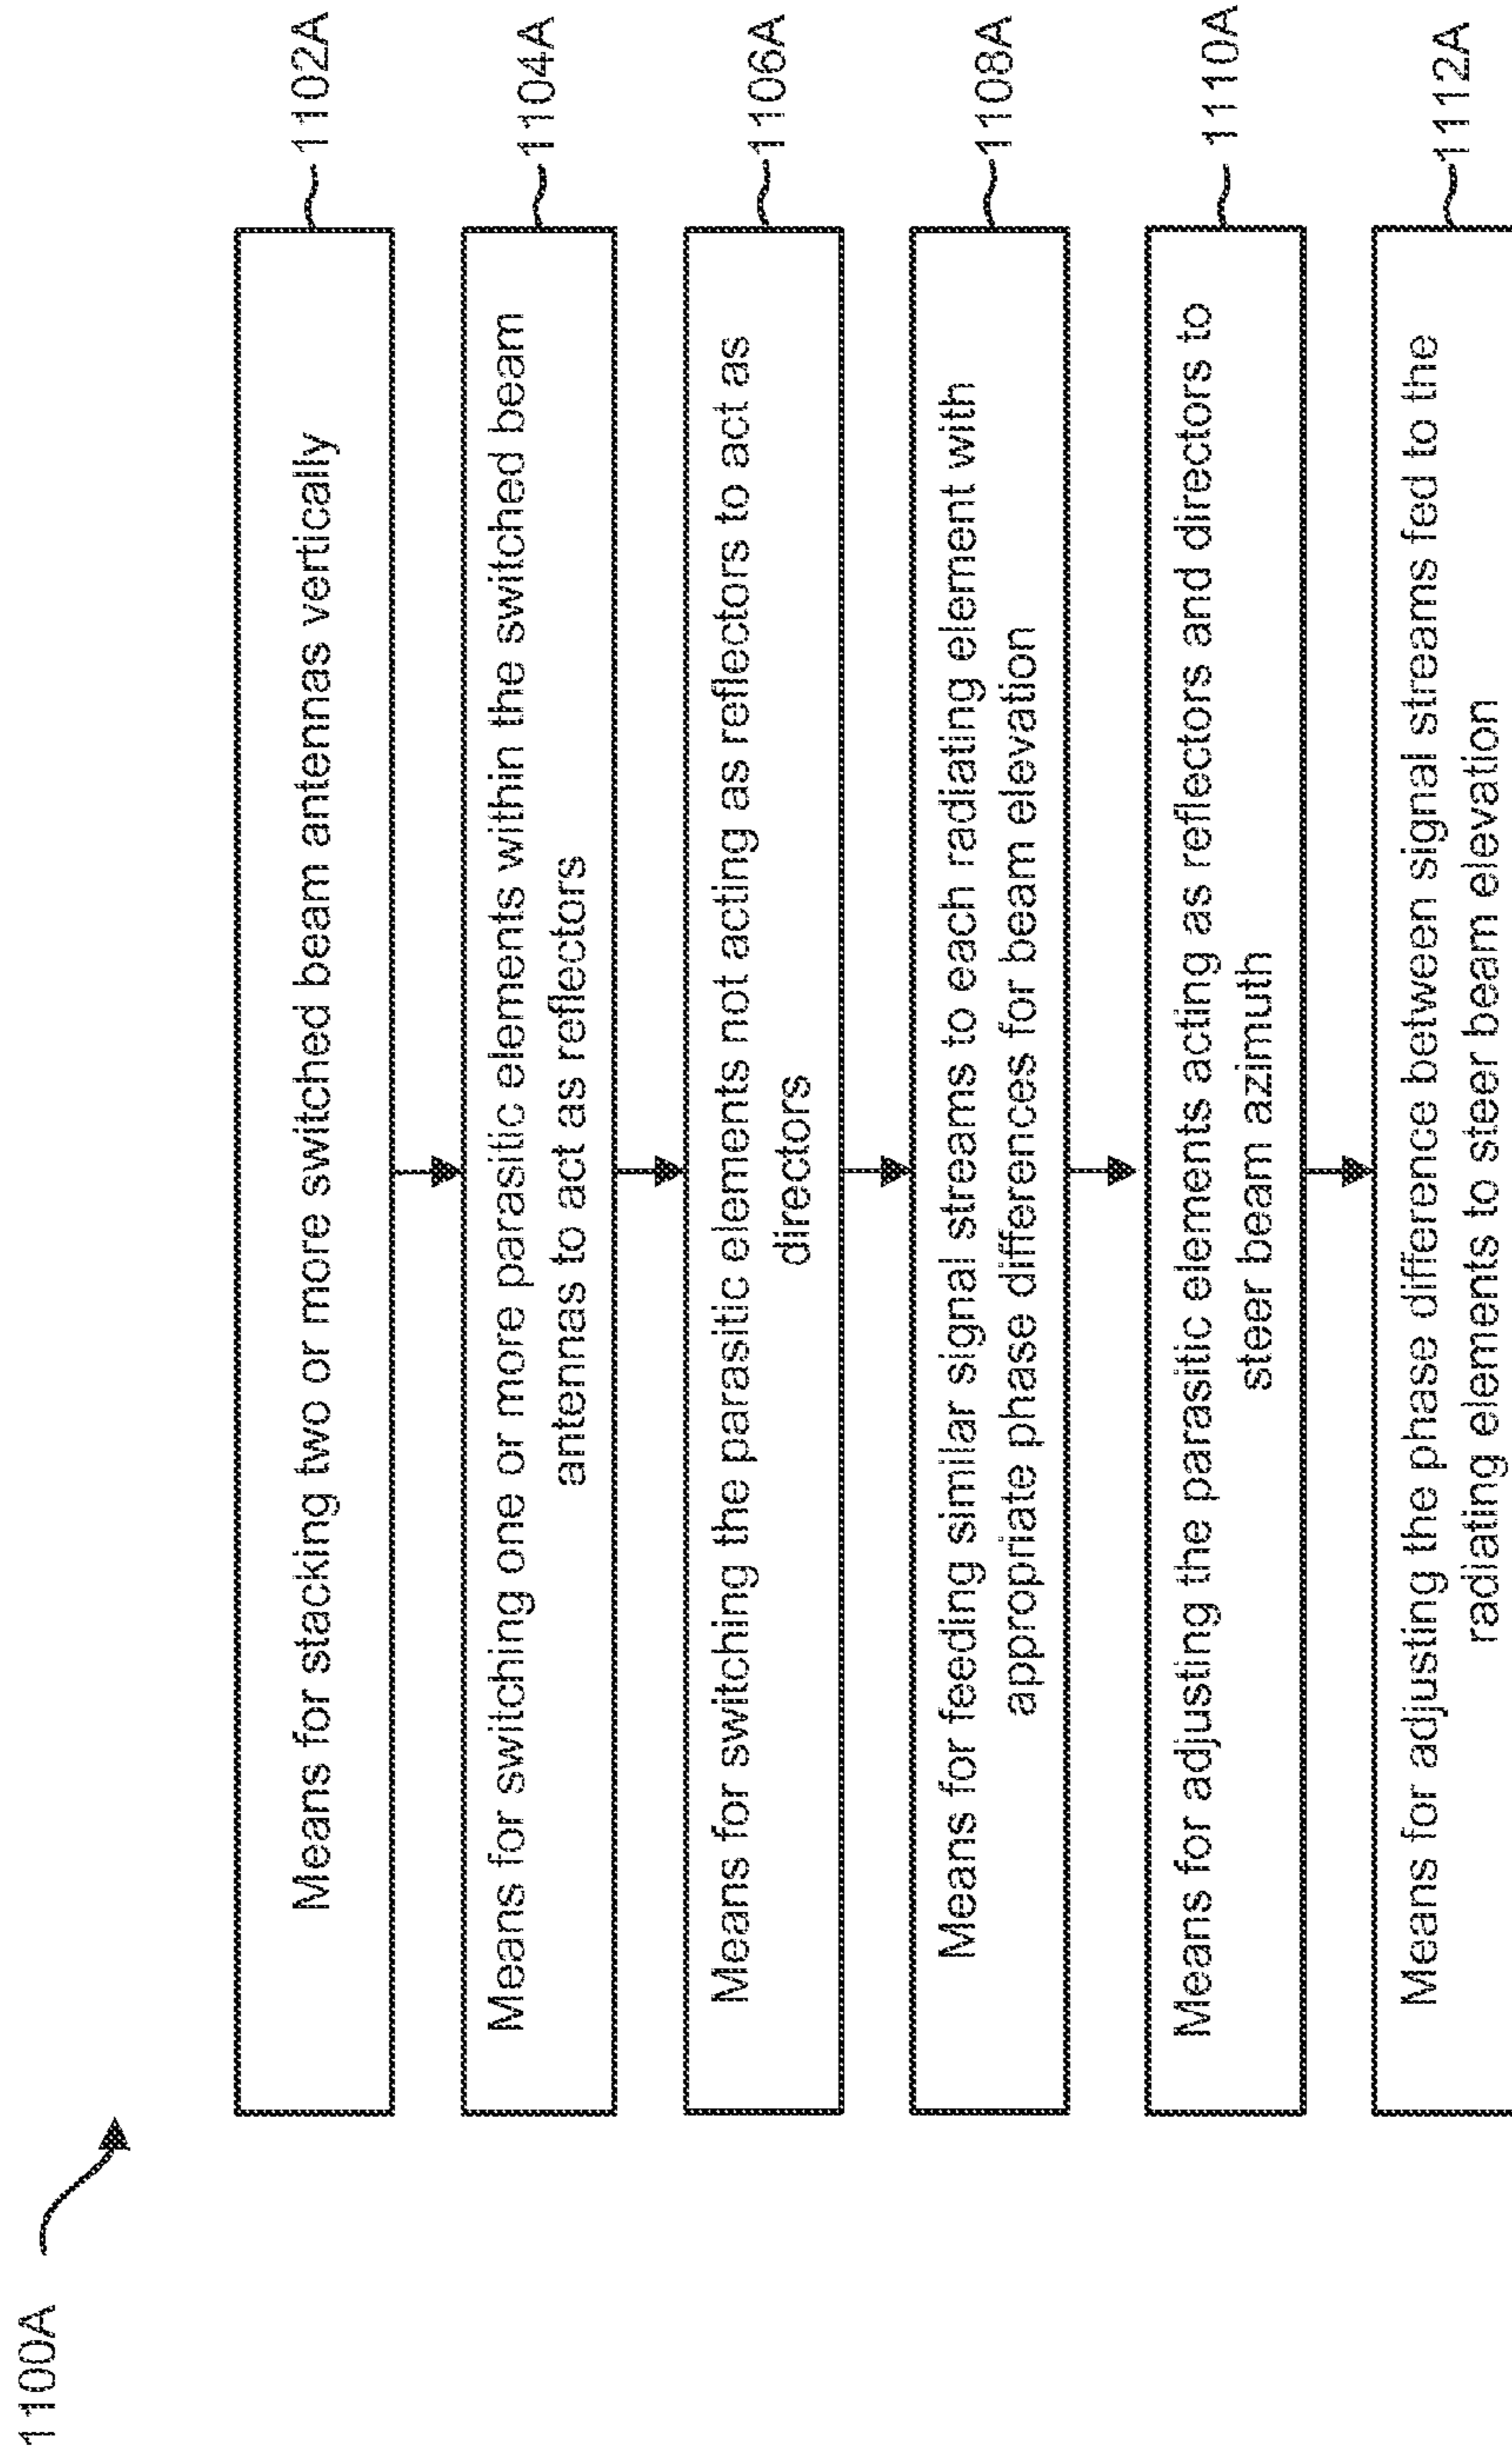 1100A
Means for stacking two or more switched beam antennas vertically
1102A
Means for switching one or more parasitic elements within the switched beam
antennas to act as reflectors
1104A
Means for switching the parasitic elements not acting as reflectors to act as
directors
1106A
Means for feeding similar signal streams to each radiating element with
appropriate phase differences for beam elevation
1108A
Means for adjusting the parasitic elements acting as reflectors and directors to
steer beam azimuth
1110A
Means for adjusting the phase difference between signal streams fed to the
radiating elements to steer beam elevation
1112A